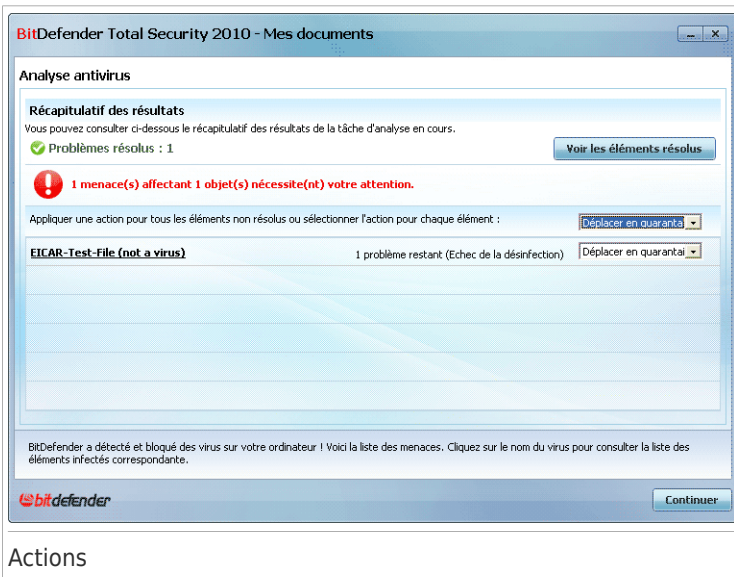 BitDefender Total Security 2010 - Mes documents
Analyse antivirus
Récapitulatif des résultats
Vous pouvez consulter ci-dessous le récapitulatif des résultats de la tâche d'analyse en cours.
Problèmes résolus : 1
Voir les éléments résolus
1 menace(s) affectant 1 objet(s) nécessite(nt) votre attention.
Appliquer une action pour tous les éléments non résolus ou sélectionner l'action pour chaque élément :
Déplacer en quaranta
EICAR-Test-File (not a virus)
1 problème restant (Echec de la désinfection)
Déplacer en quarantai
BitDefender a détecté et bloqué des virus sur votre ordinateur ! Voici la liste des menaces. Cliquez sur le nom du virus pour consulter la liste des
éléments infectés correspondante.
bitdefender
Continuer
Actions